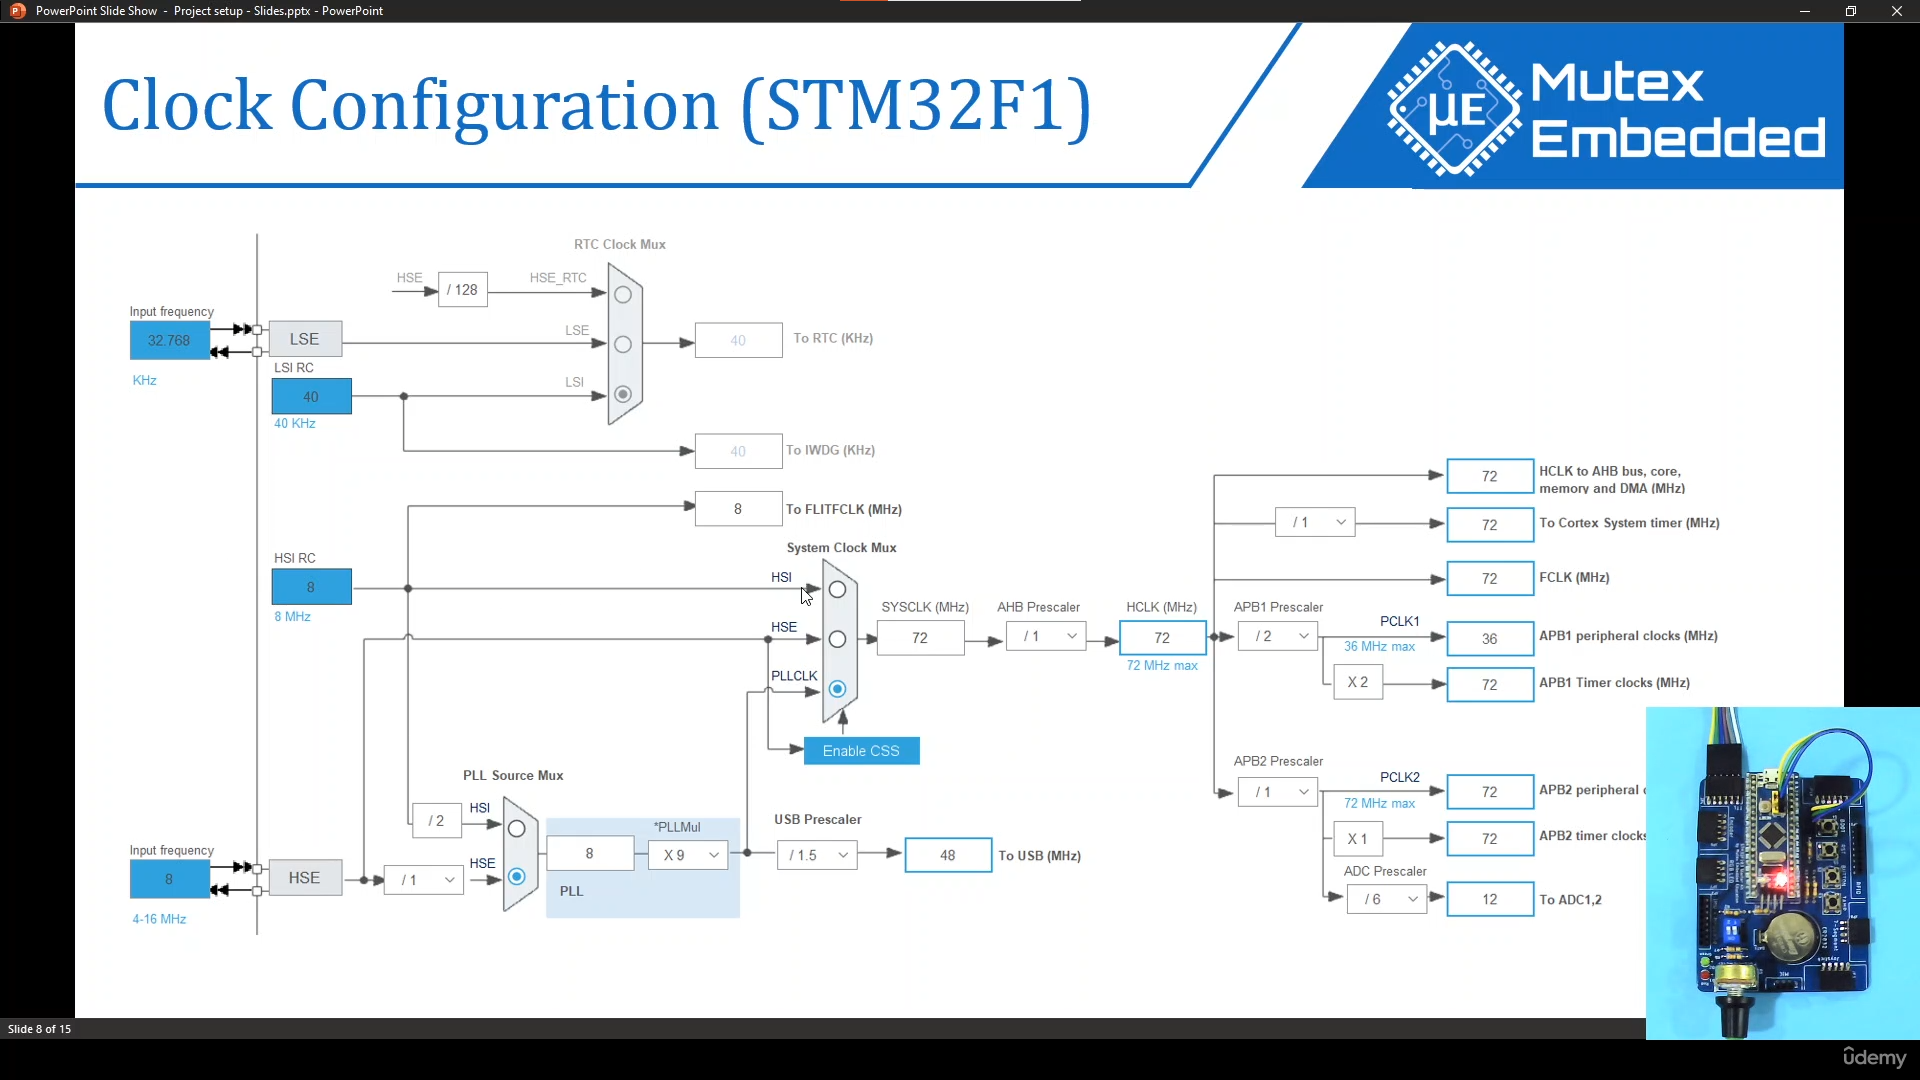 PowerPoint Slide Show - Project setup - Slides.pptx - PowerPoint
Clock Configuration (STM32F1)
µE
Mutex
Embedded
RTC Clock Mux
HSE
/ 128
HSE_RTC
Input frequency
32.768
KHz
LSE
LSE
40
To RTC (KHz)
LSI RC
40
40 KHz
LSI
40
To IWDG (KHz)
8
To FLITFCLK (MHz)
HSI RC
8
8 MHz
System Clock Mux
HSI
HSE
PLLCLK
Enable CSS
SYSCLK (MHz)
72
AHB Prescaler
/ 1
HCLK (MHz)
72
72 MHz max
72
HCLK to AHB bus, core,
memory and DMA (MHz)
/ 1
72
To Cortex System timer (MHz)
72
FCLK (MHz)
APB1 Prescaler
/ 2
PCLK1
36 MHz max
36
APB1 peripheral clocks (MHz)
X 2
72
APB1 Timer clocks (MHz)
APB2 Prescaler
/ 1
PCLK2
72 MHz max
72
APB2 peripheral c
X 1
72
APB2 timer clocks
ADC Prescaler
/ 6
12
To ADC1,2
PLL Source Mux
/ 2
HSI
Input frequency
8
4-16 MHz
HSE
/ 1
HSE
8
*PLLMul
X 9
PLL
USB Prescaler
/ 1.5
48
To USB (MHz)
Slide 8 of 15
udemy